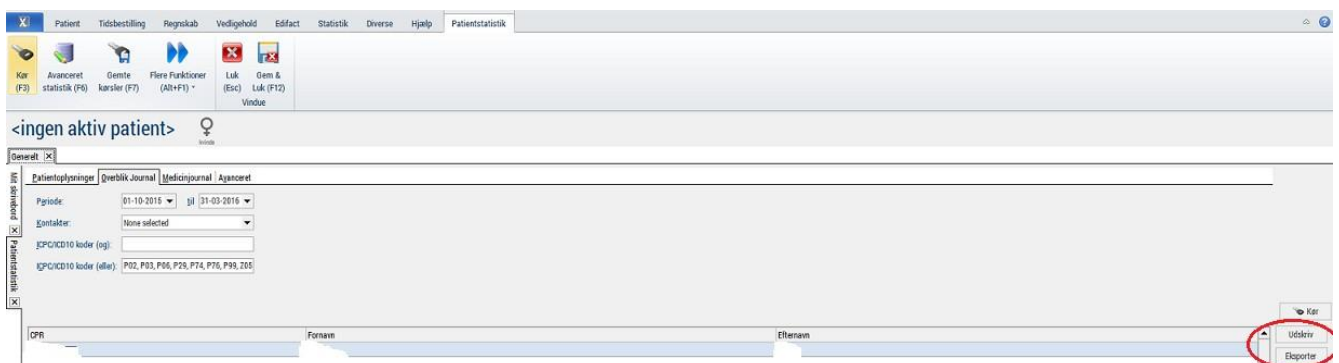 X Patient Tidsbestilling Regnskab Vedligehold Edifact Statistik Diverse Hjælp Patientstatistik
Kør (F3)
Avanceret statistik (F6)
Gemte kørsler (F7)
Flere Funktioner (Alt+F1)
Luk (Esc)
Gem & Luk (F12)
Vindue
<ingen aktiv patient>
Generelt
Mit skrivebord
Patientstatistik
Patientoplysninger Overblik Journal Medicinjournal Avanceret
Periode: 01-10-2015 til 31-03-2016
Kontakter: None selected
ICPC/ICD10 koder (og):
ICPC/ICD10 koder (eller): P02, P03, P06, P29, P74, P76, P99, Z05
Kør
CPR Fornavn Efternavn
Udskriv
Eksporter